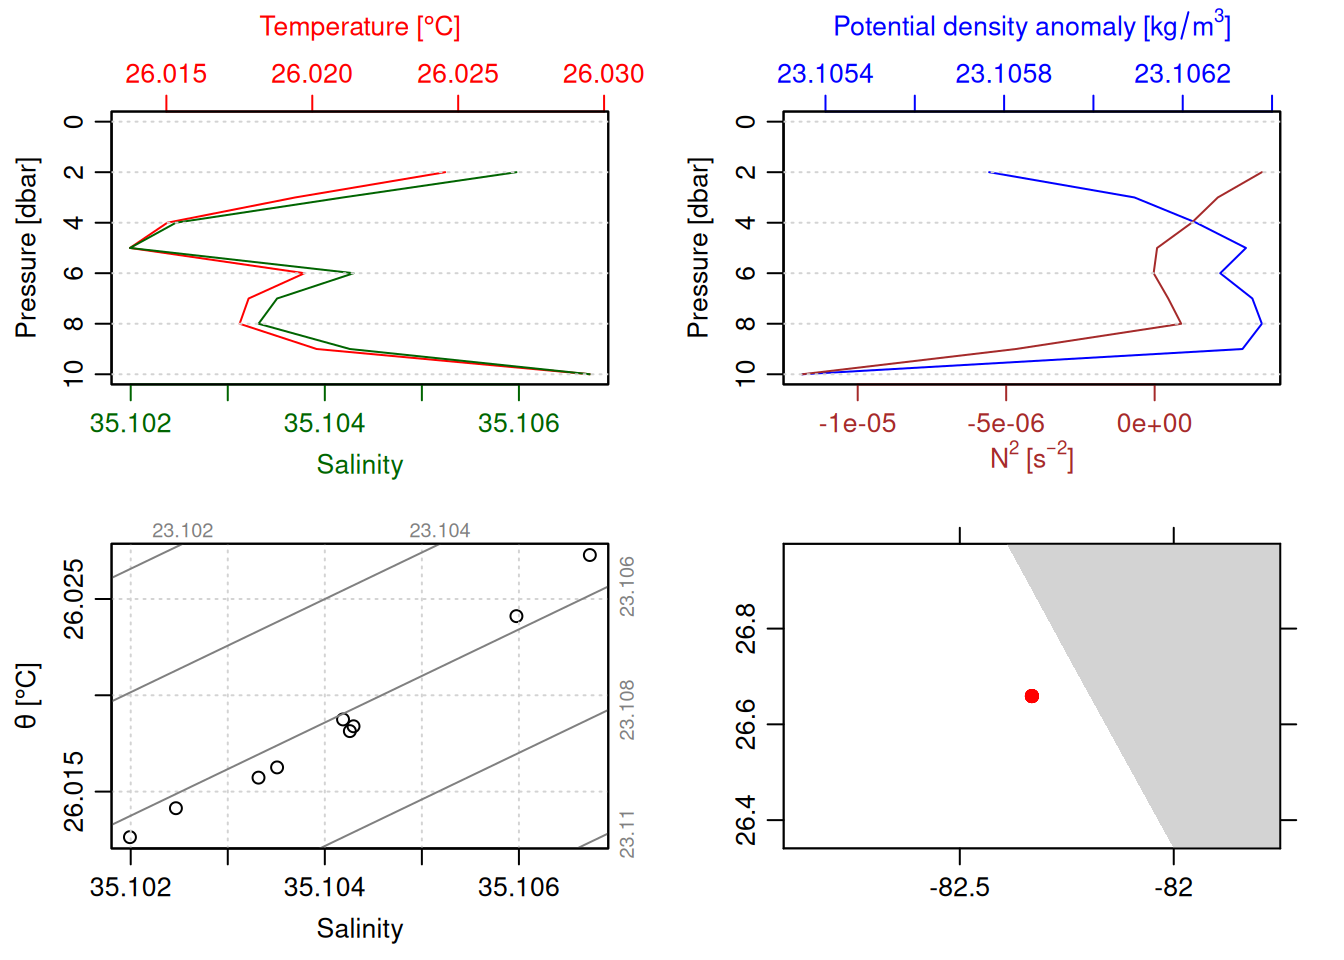 Temperature [°C]
26.015 26.020 26.025 26.030
Pressure [dbar]
0
2
4
6
8
10
35.102 35.104 35.106
Salinity
Potential density anomaly [kg/m³]
23.1054 23.1058 23.1062
Pressure [dbar]
0
2
4
6
8
10
-1e-05 -5e-06 0e+00
N² [s⁻²]
23.102 23.104
23.106
23.108
23.11
θ [°C]
26.025
26.015
35.102 35.104 35.106
Salinity
26.8
26.6
26.4
-82.5 -82